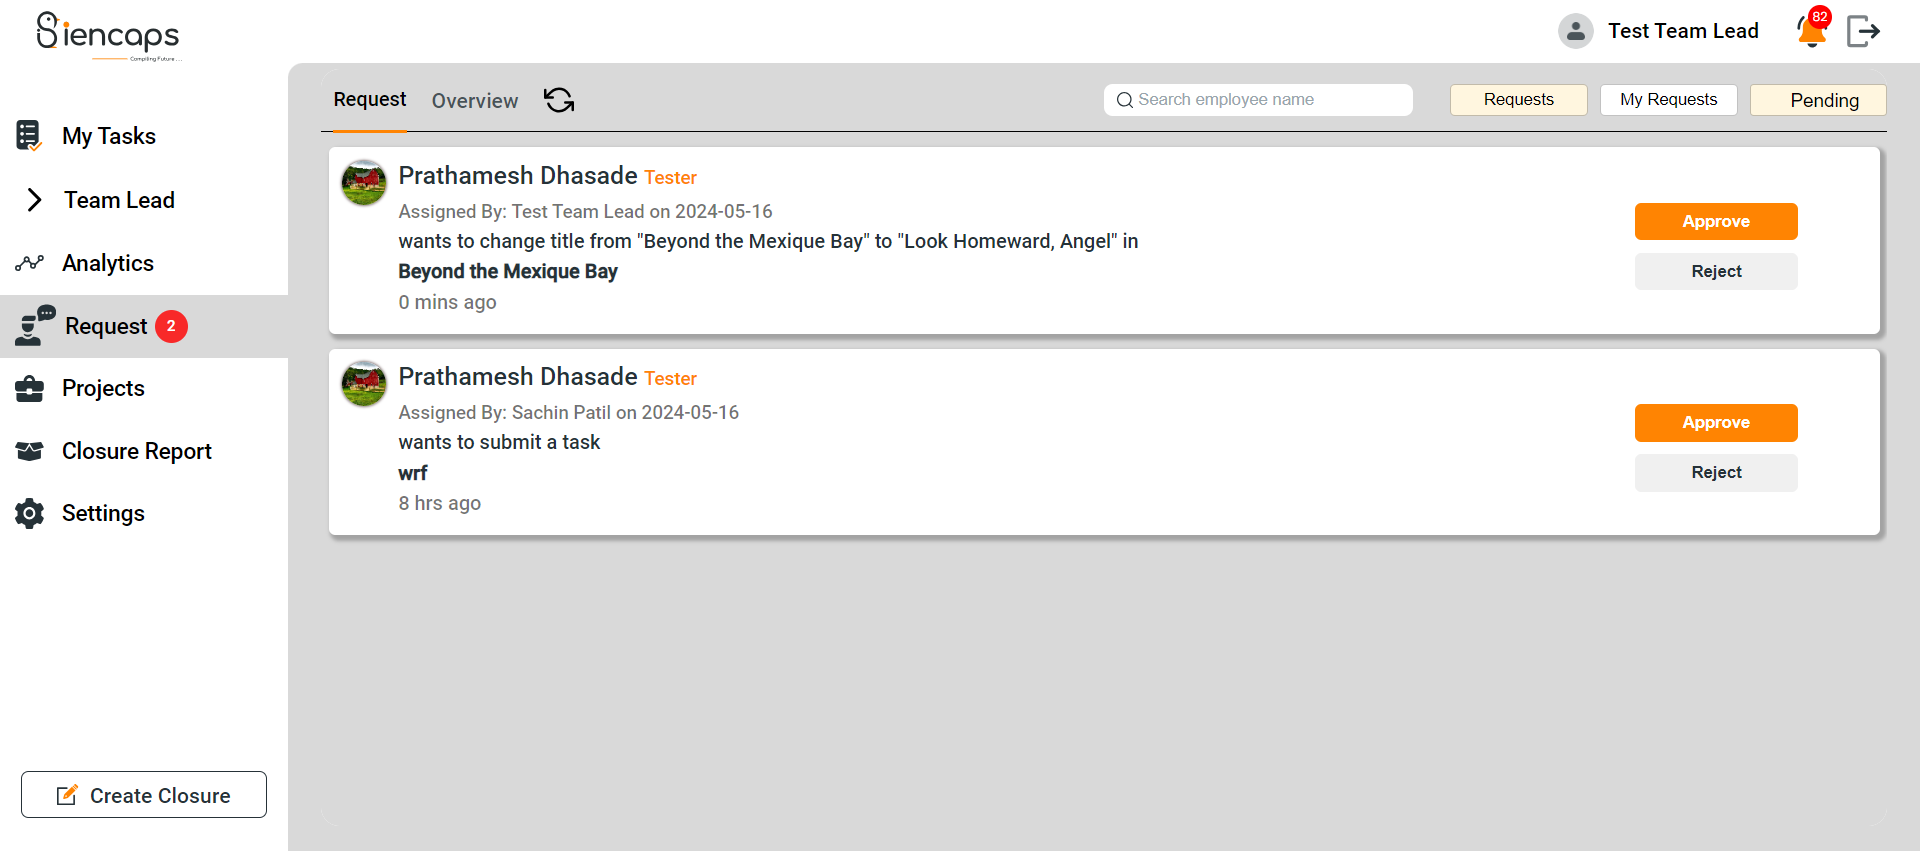 Siencaps
Compiling Future....
Test Team Lead
82
My Tasks
Team Lead
Analytics
Request 2
Projects
Closure Report
Settings
Create Closure
Request
Overview
Search employee name
Requests
My Requests
Pending
Prathamesh Dhasade Tester
Assigned By: Test Team Lead on 2024-05-16
wants to change title from "Beyond the Mexique Bay" to "Look Homeward, Angel" in
Beyond the Mexique Bay
0 mins ago
Approve
Reject
Prathamesh Dhasade Tester
Assigned By: Sachin Patil on 2024-05-16
wants to submit a task
wrf
8 hrs ago
Approve
Reject